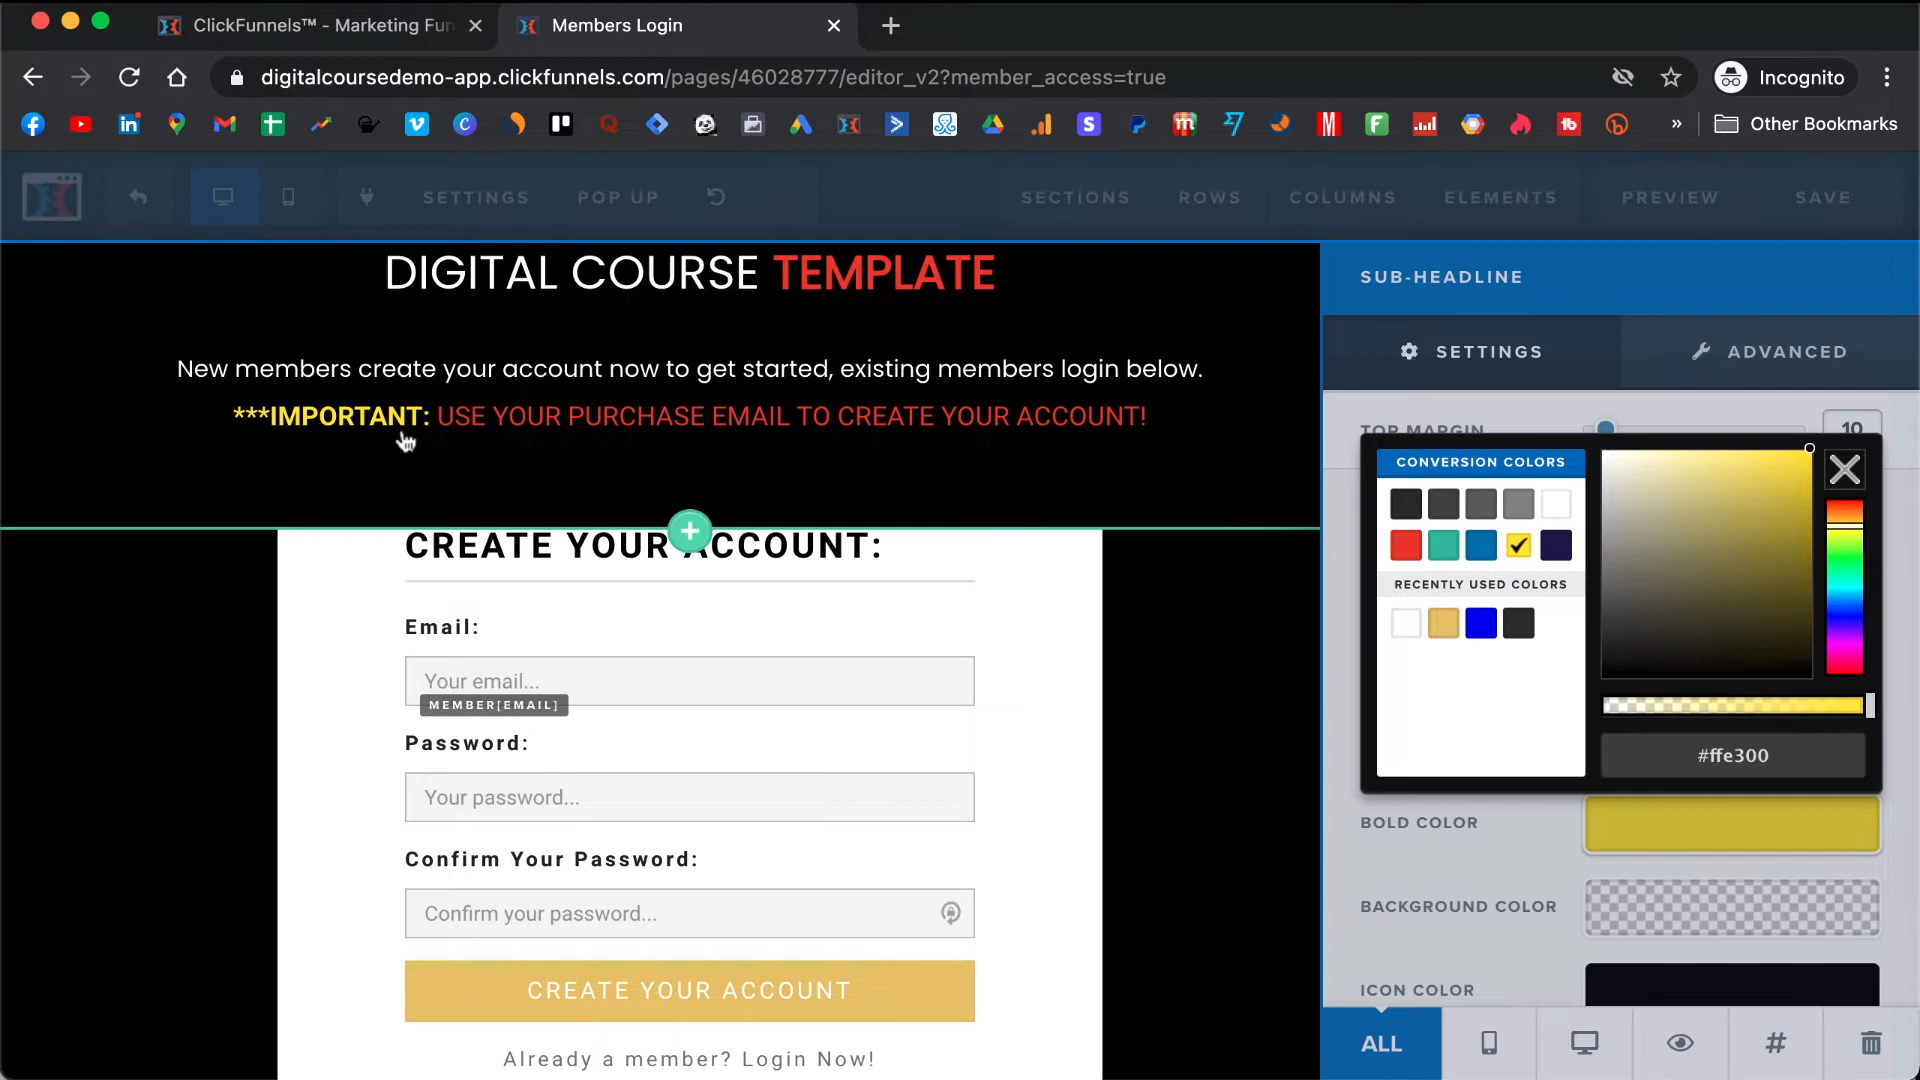 ClickFunnels™ - Marketing Fun
Members Login
digitalcoursedemo-app.clickfunnels.com/pages/46028777/editor_v2?member_access=true
Incognito
Other Bookmarks
SETTINGS
POP UP
SECTIONS
ROWS
COLUMNS
ELEMENTS
PREVIEW
SAVE
DIGITAL COURSE TEMPLATE
New members create your account now to get started, existing members login below.
***IMPORTANT: USE YOUR PURCHASE EMAIL TO CREATE YOUR ACCOUNT!
CREATE YOUR ACCOUNT:
Email:
Your email...
MEMBER[EMAIL]
Password:
Your password...
Confirm Your Password:
Confirm your password...
CREATE YOUR ACCOUNT
Already a member? Login Now!
SUB-HEADLINE
SETTINGS
ADVANCED
TOP MARGIN
10
CONVERSION COLORS
RECENTLY USED COLORS
#ffe300
BOLD COLOR
BACKGROUND COLOR
ICON COLOR
ALL